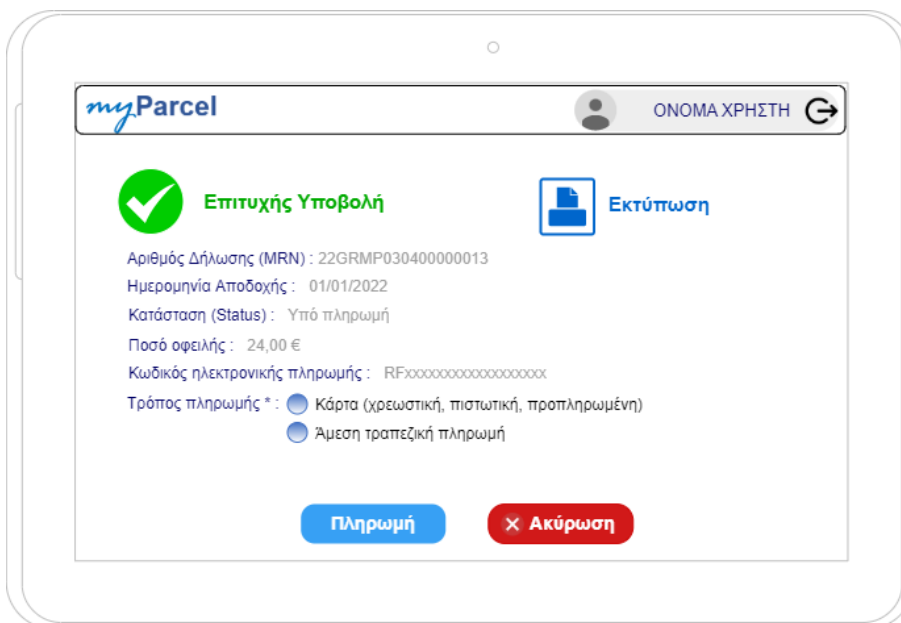 myParcel
ΟΝΟΜΑ ΧΡΗΣΤΗ
Επιτυχής Υποβολή
Εκτύπωση
Αριθμός Δήλωσης (MRN) : 22GRMP030400000013
Ημερομηνία Αποδοχής : 01/01/2022
Κατάσταση (Status) : Υπό πληρωμή
Ποσό οφειλής : 24,00 €
Κωδικός ηλεκτρονικής πληρωμής : RFxxxxxxxxxxxxxxxxxx
Τρόπος πληρωμής * : Κάρτα (χρεωστική, πιστωτική, προπληρωμένη)
Άμεση τραπεζική πληρωμή
Πληρωμή
Ακύρωση